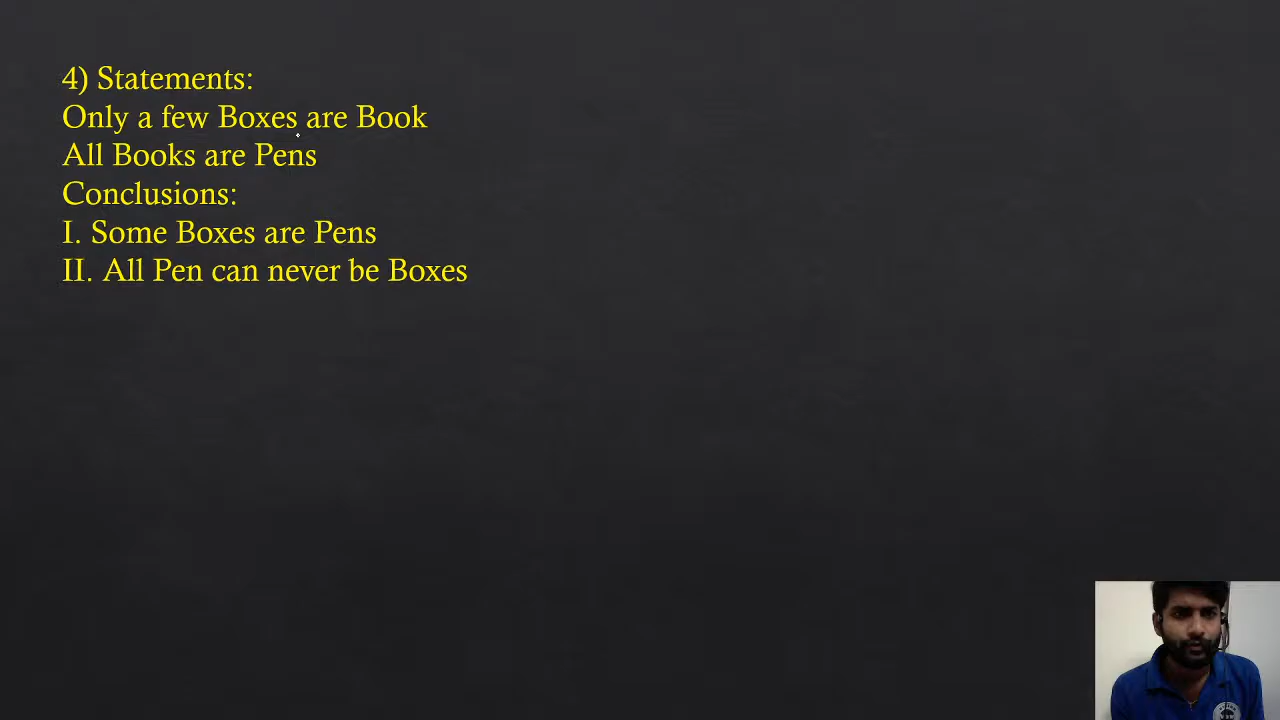 4) Statements:
Only a few Boxes are Book
All Books are Pens
Conclusions:
I. Some Boxes are Pens
II. All Pen can never be Boxes